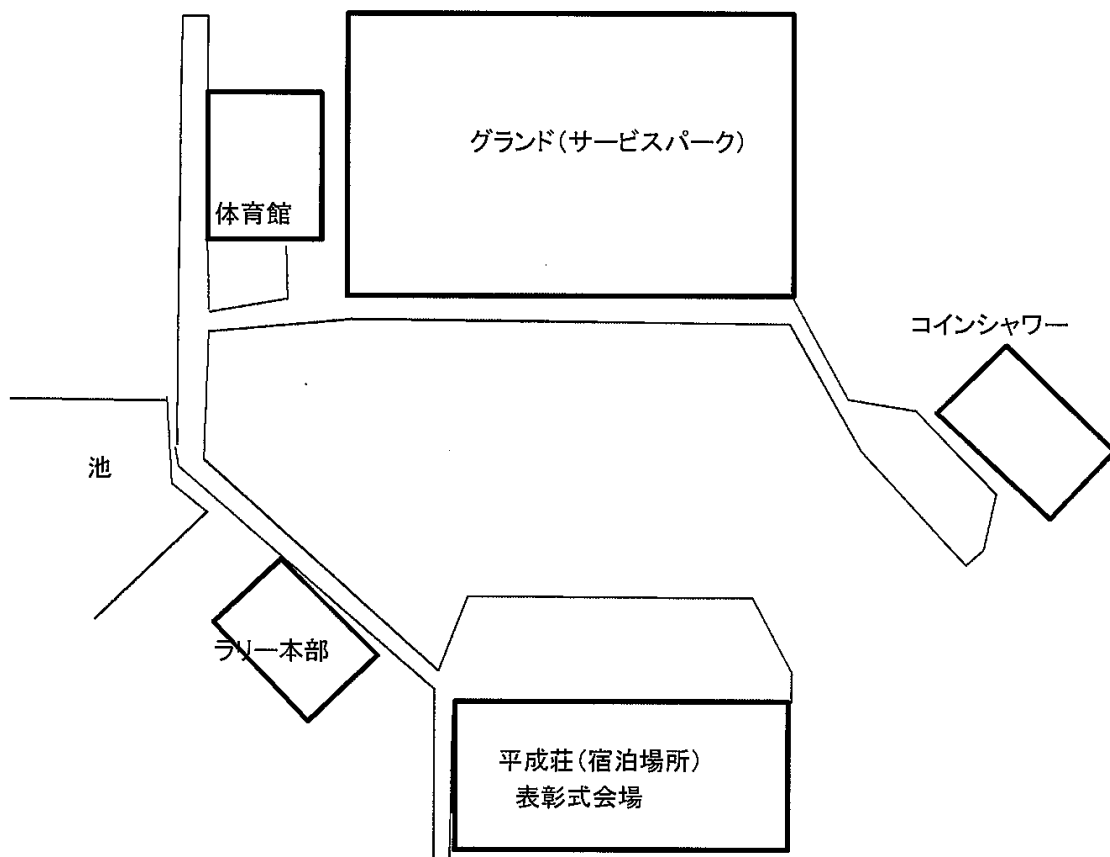 グランド(サービスパーク)
体育館
コインシャワー
池
ラリー本部
平成荘(宿泊場所)
表彰式会場